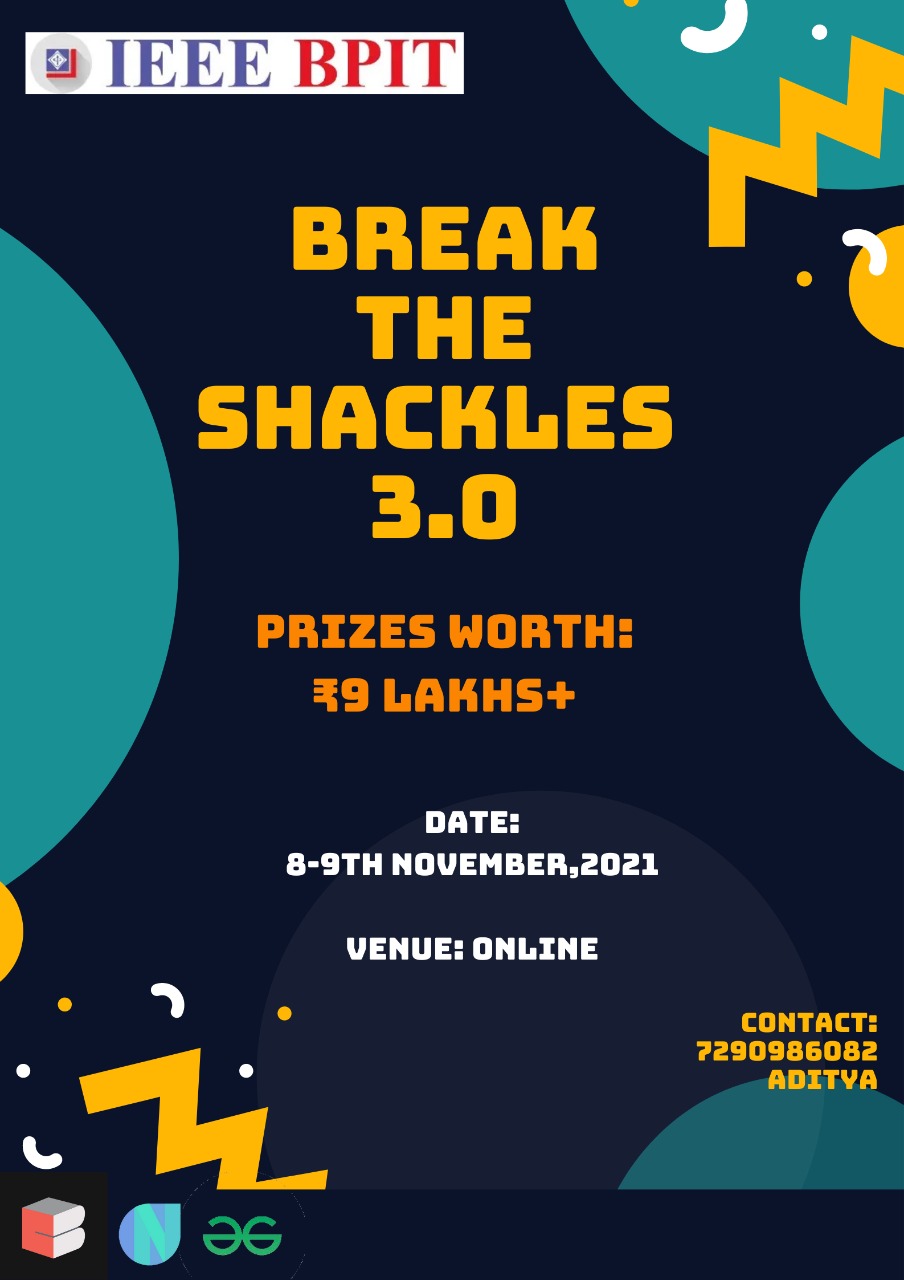 IEEE BPIT
BREAK
THE
SHACKLES
3.0
PRIZES WORTH:
₹9 LAKHS+
DATE:
8-9TH NOVEMBER,2021
VENUE: ONLINE
CONTACT:
7290986082
ADITYA